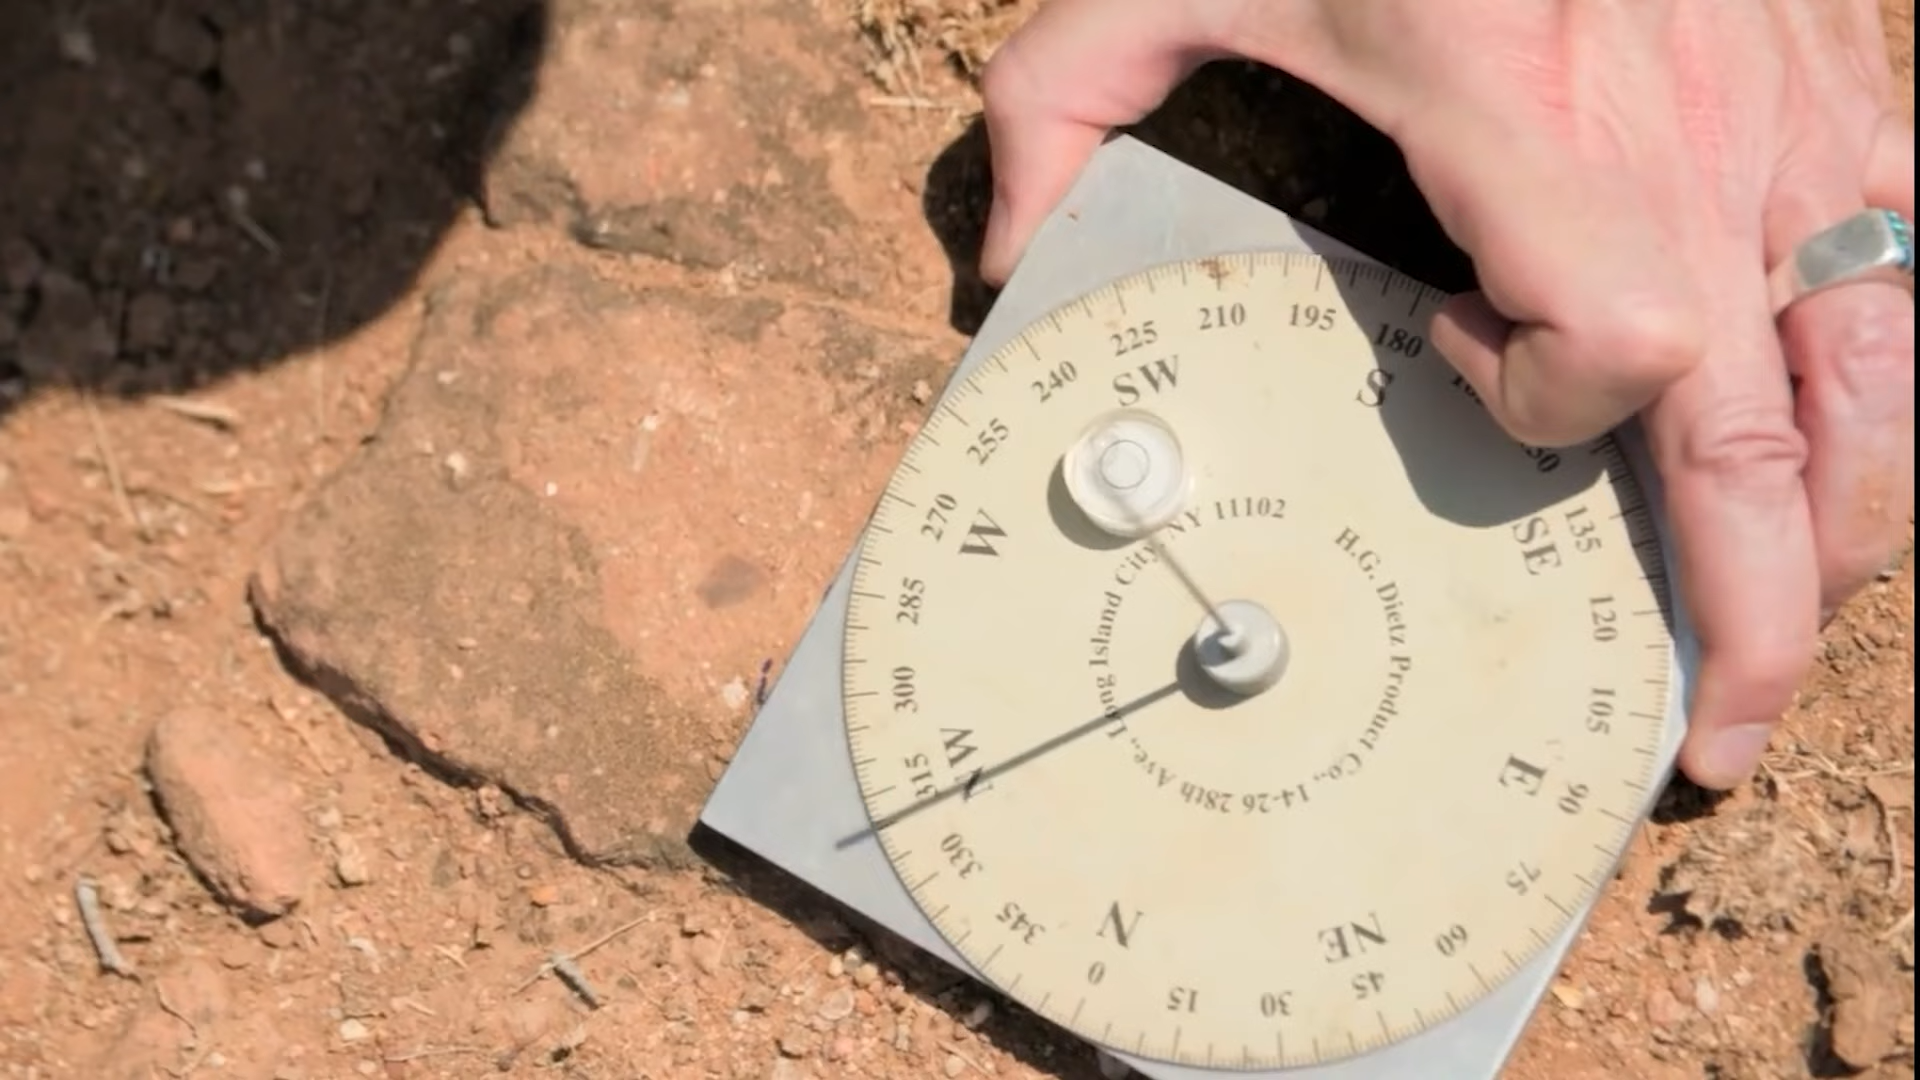 210
195
180
225
240
255
270
285
300
315
330
345
0
15
30
45
60
75
90
105
120
135
SW
S
SE
E
NE
N
NW
W
H.G. Dietz Product Co., 14-26 28th Ave., Long Island City, NY 11102